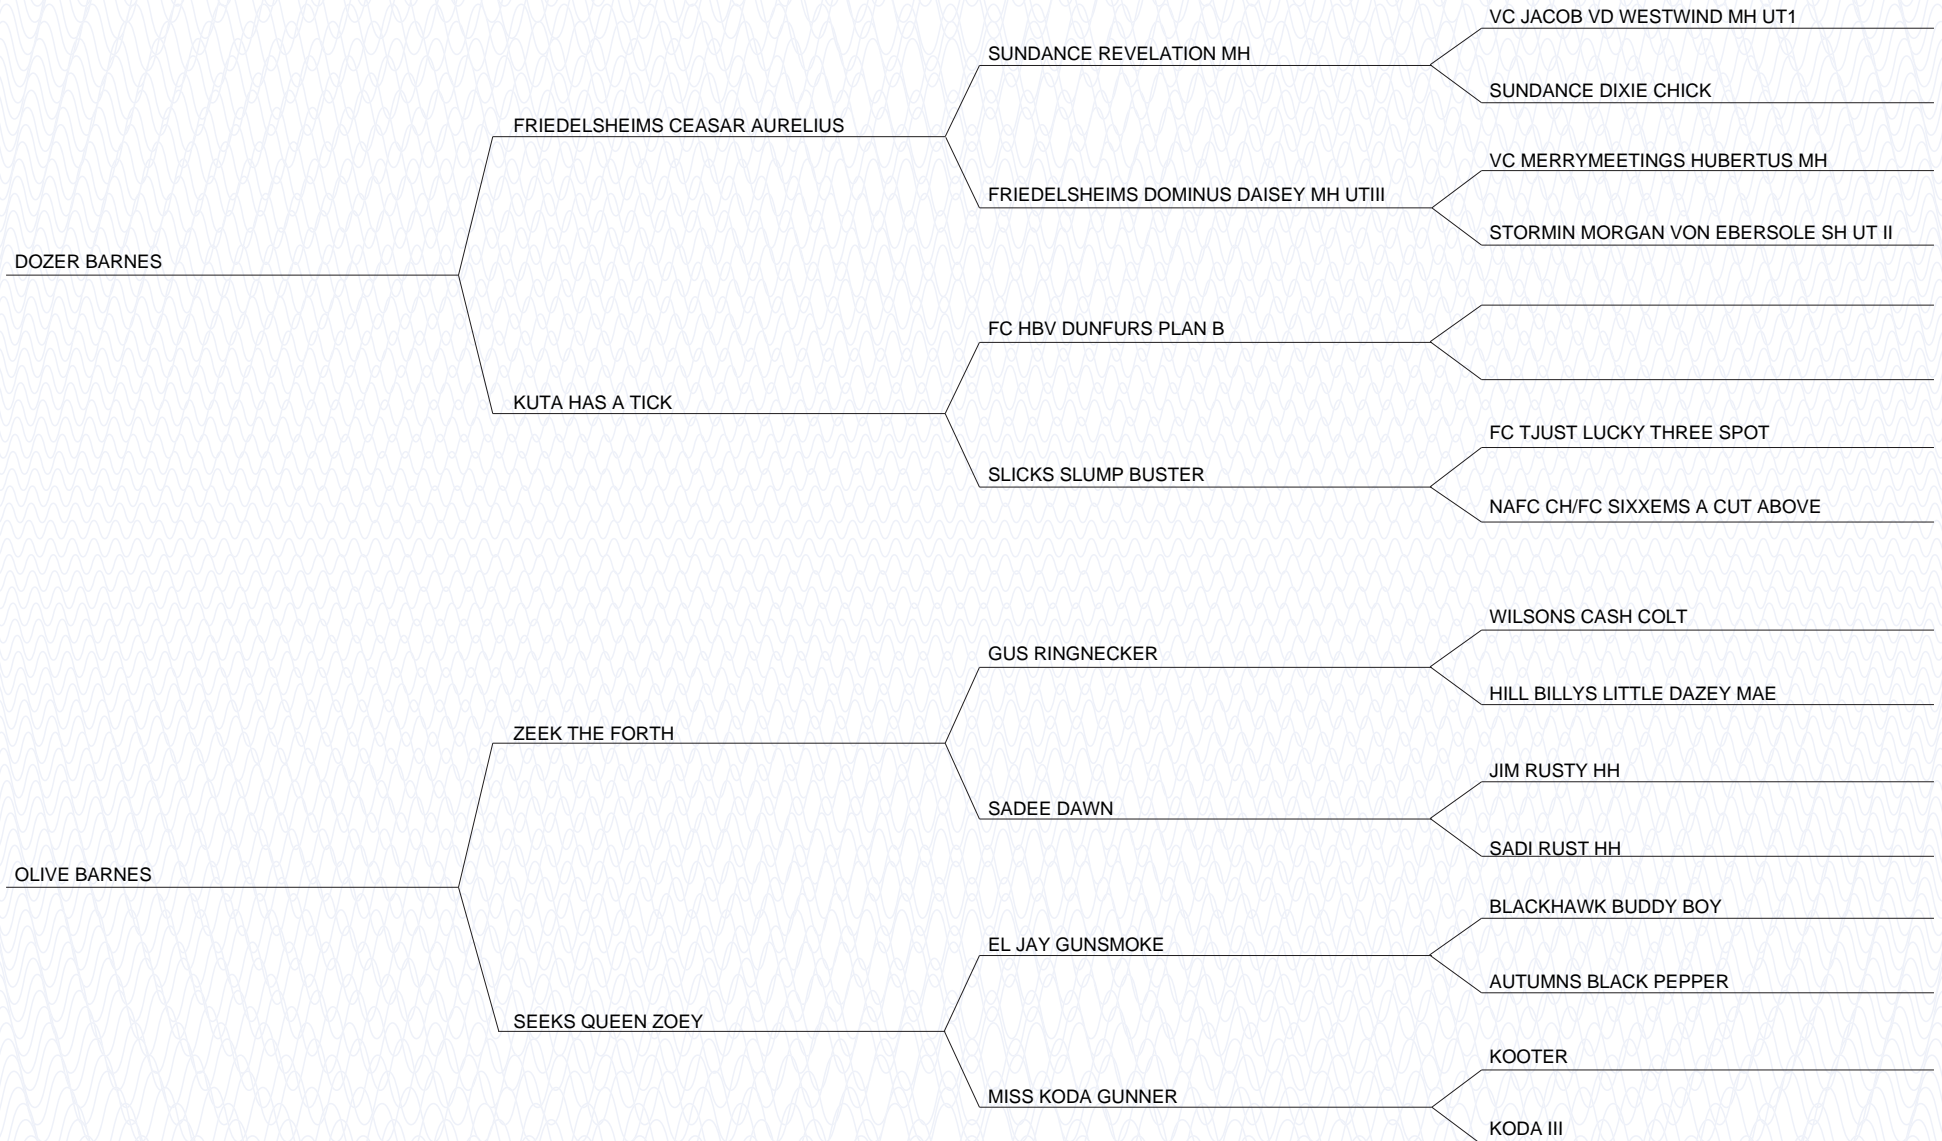 VC JACOB VD WESTWIND MH UT1
SUNDANCE REVELATION MH
SUNDANCE DIXIE CHICK
FRIEDELSHEIMS CEASAR AURELIUS
VC MERRYMEETINGS HUBERTUS MH
FRIEDELSHEIMS DOMINUS DAISEY MH UTIII
STORMIN MORGAN VON EBERSOLE SH UT II
DOZER BARNES
FC HBV DUNFURS PLAN B
KUTA HAS A TICK
FC TJUST LUCKY THREE SPOT
SLICKS SLUMP BUSTER
NAFC CH/FC SIXXEMS A CUT ABOVE
WILSONS CASH COLT
GUS RINGNECKER
HILL BILLYS LITTLE DAZEY MAE
ZEEK THE FORTH
JIM RUSTY HH
SADEE DAWN
SADI RUST HH
OLIVE BARNES
BLACKHAWK BUDDY BOY
EL JAY GUNSMOKE
AUTUMNS BLACK PEPPER
SEEKS QUEEN ZOEY
KOOTER
MISS KODA GUNNER
KODA III